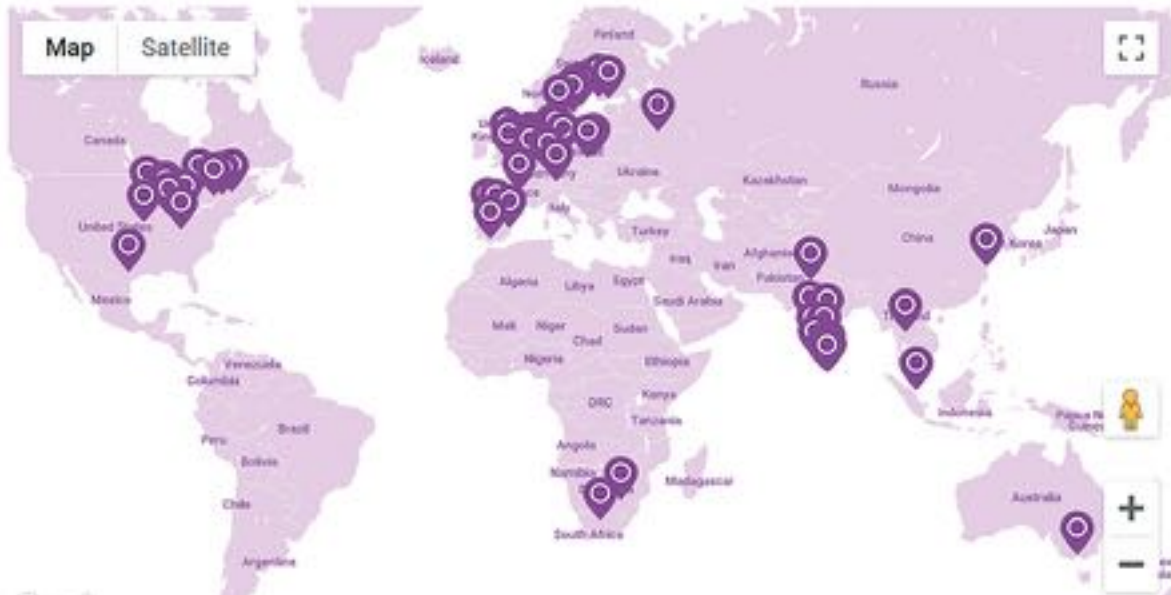 Map
Satellite
Finland
Iceland
Russia
Canada
Ukraine
Kazakhstan
Mongolia
Italy
United States
Turkey
China
Korea
Japan
Iraq
Iran
Pakistan
Algeria
Libya
Egypt
Saudi Arabia
Mexico
Mali
Niger
Sudan
Chad
Nigeria
Ethiopia
Venezuela
Columbia
Kenya
DRC
Tanzania
Indonesia
Peru
Brazil
Angola
Bolivia
Namibia
Madagascar
Chile
Australia
South Africa
Argentina